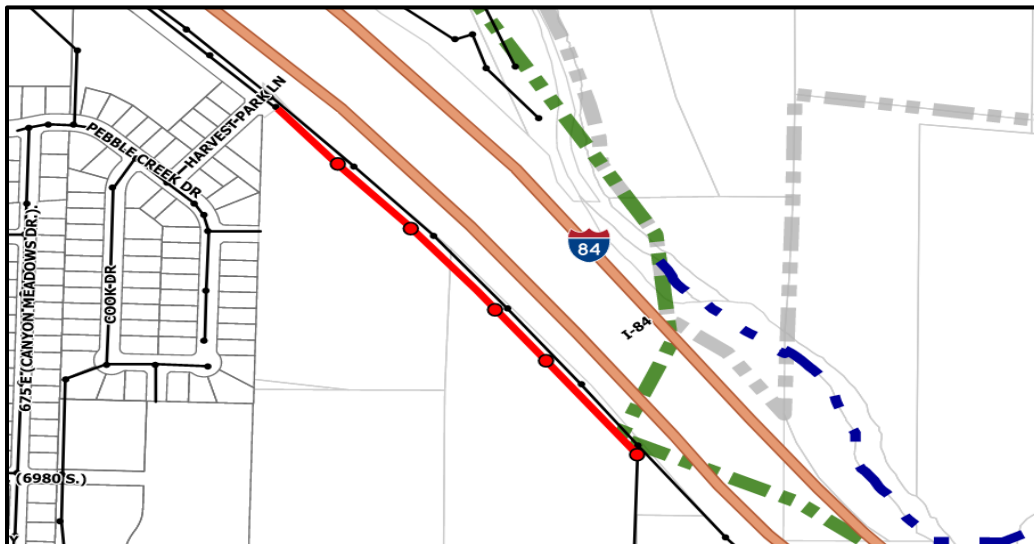 HARVEST PARK LN
PEBBLE CREEK DR
84
I-84
COOK DR
675 E (CANYON MEADOWS DR.)
(6980 S.)
Y